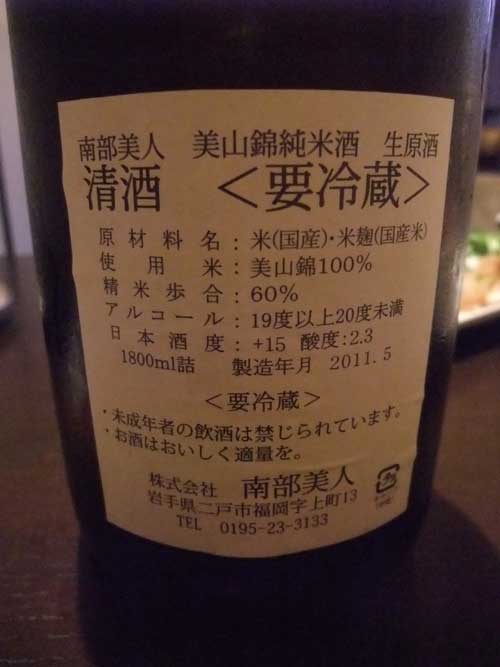 南部美人 美山錦純米酒 生原酒
清酒 <要冷蔵>
原材料名:米(国産)・米麹(国産米)
使用米:美山錦100%
精米歩合:60%
アルコール:19度以上20度未満
日本酒度:+15 酸度:2.3
1800ml詰 製造年月 2011.5
<要冷蔵>
・未成年者の飲酒は禁じられています。
・お酒はおいしく適量を。
株式会社 南部美人
岩手県二戸市福岡字上町13
TEL 0195-23-3133